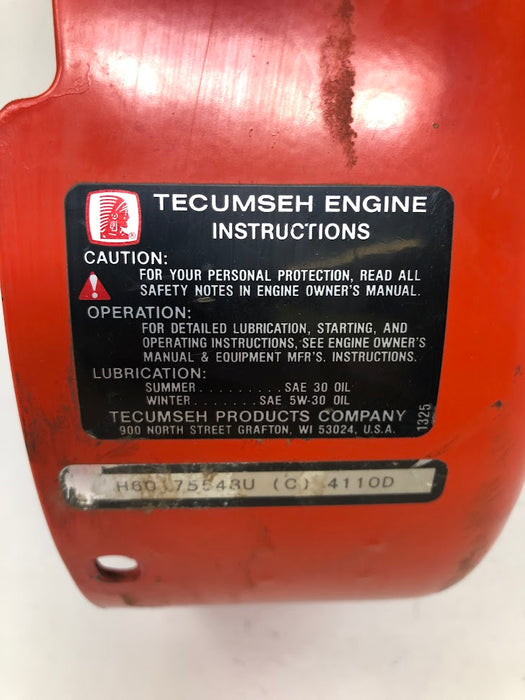 TECUMSEH ENGINE
INSTRUCTIONS
CAUTION:
FOR YOUR PERSONAL PROTECTION, READ ALL
SAFETY NOTES IN ENGINE OWNER'S MANUAL.
OPERATION:
FOR DETAILED LUBRICATION, STARTING, AND
OPERATING INSTRUCTIONS, SEE ENGINE OWNER'S
MANUAL & EQUIPMENT MFR'S. INSTRUCTIONS.
LUBRICATION:
SUMMER.........SAE 30 OIL
WINTER.......SAE 5W-30 OIL
TECUMSEH PRODUCTS COMPANY
900 NORTH STREET GRAFTON, WI 53024, U.S.A.
1325
H60 75543U (C) 4110D